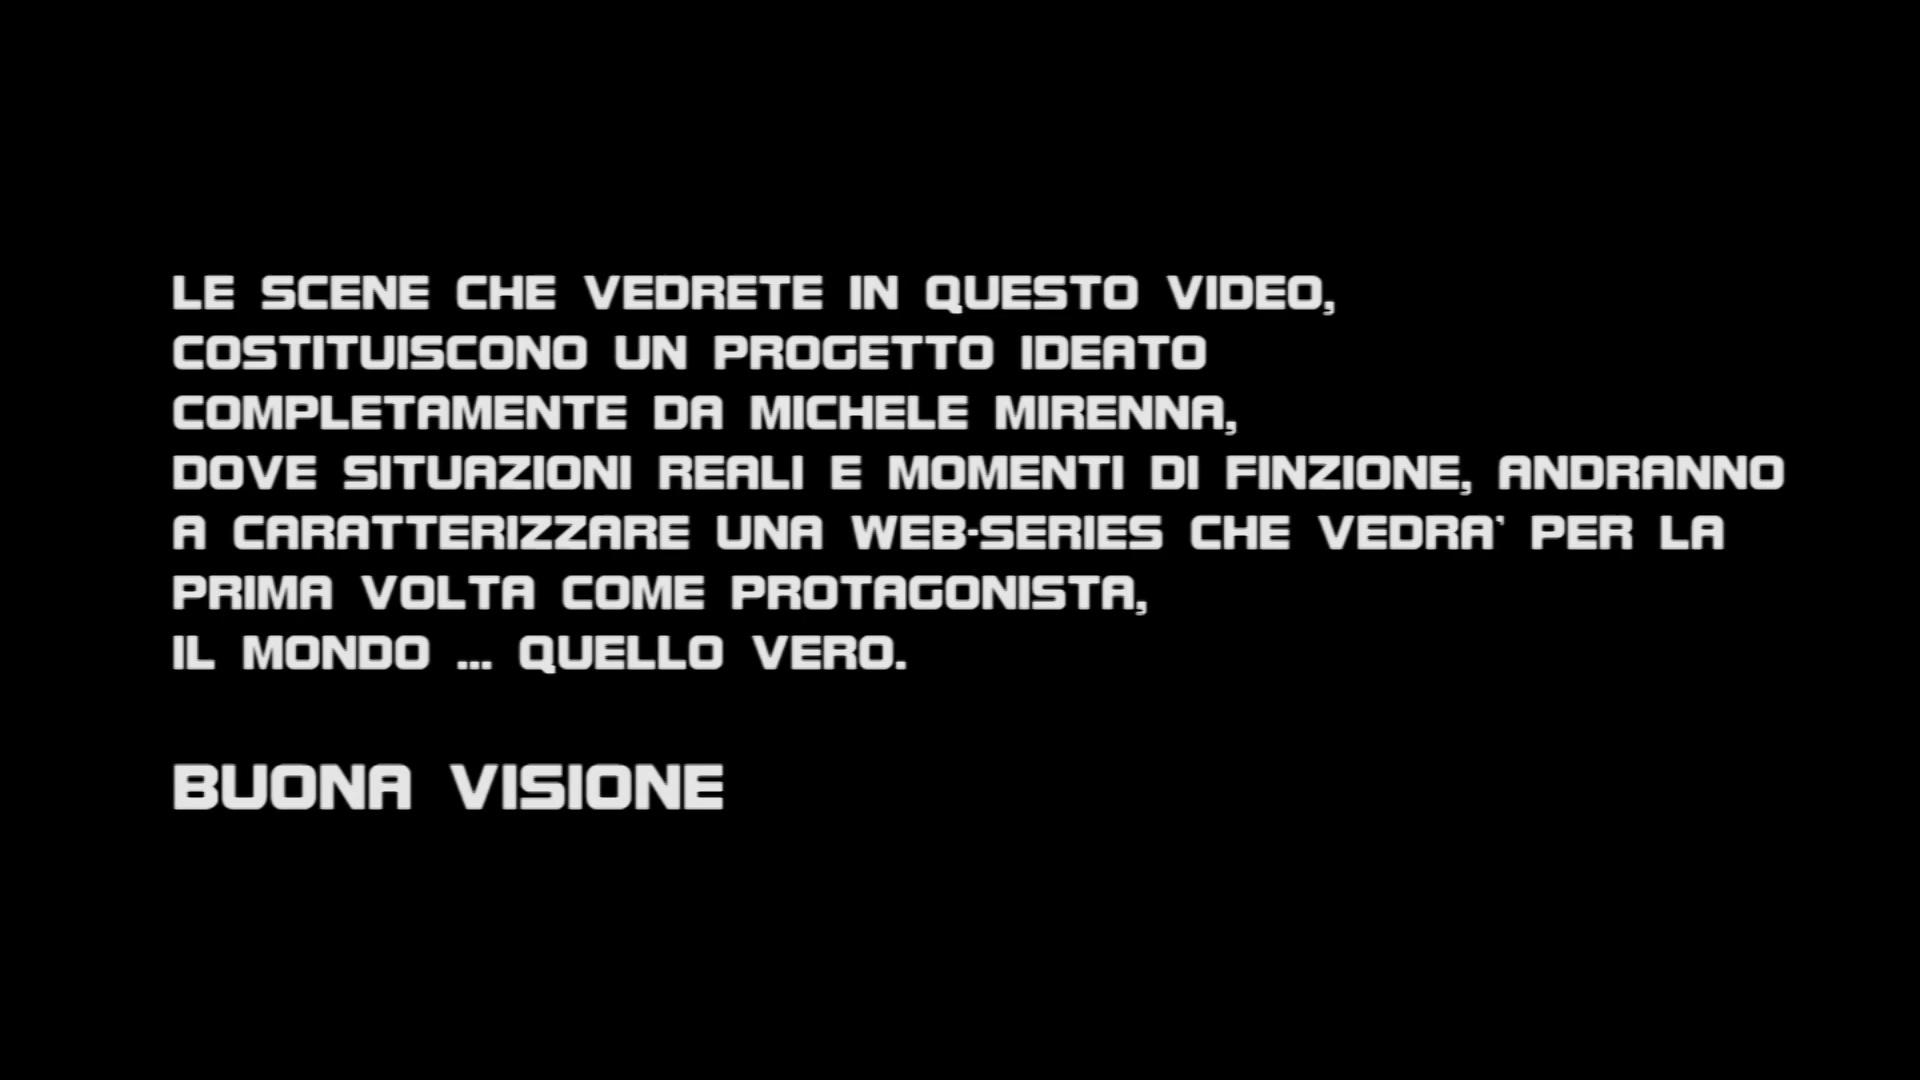 LE SCENE CHE VEDRETE IN QUESTO VIDEO,
COSTITUISCONO UN PROGETTO IDEATO
COMPLETAMENTE DA MICHELE MIRENNA,
DOVE SITUAZIONI REALI E MOMENTI DI FINZIONE, ANDRANNO
A CARATTERIZZARE UNA WEB-SERIES CHE VEDRA' PER LA
PRIMA VOLTA COME PROTAGONISTA,
IL MONDO ... QUELLO VERO.
BUONA VISIONE